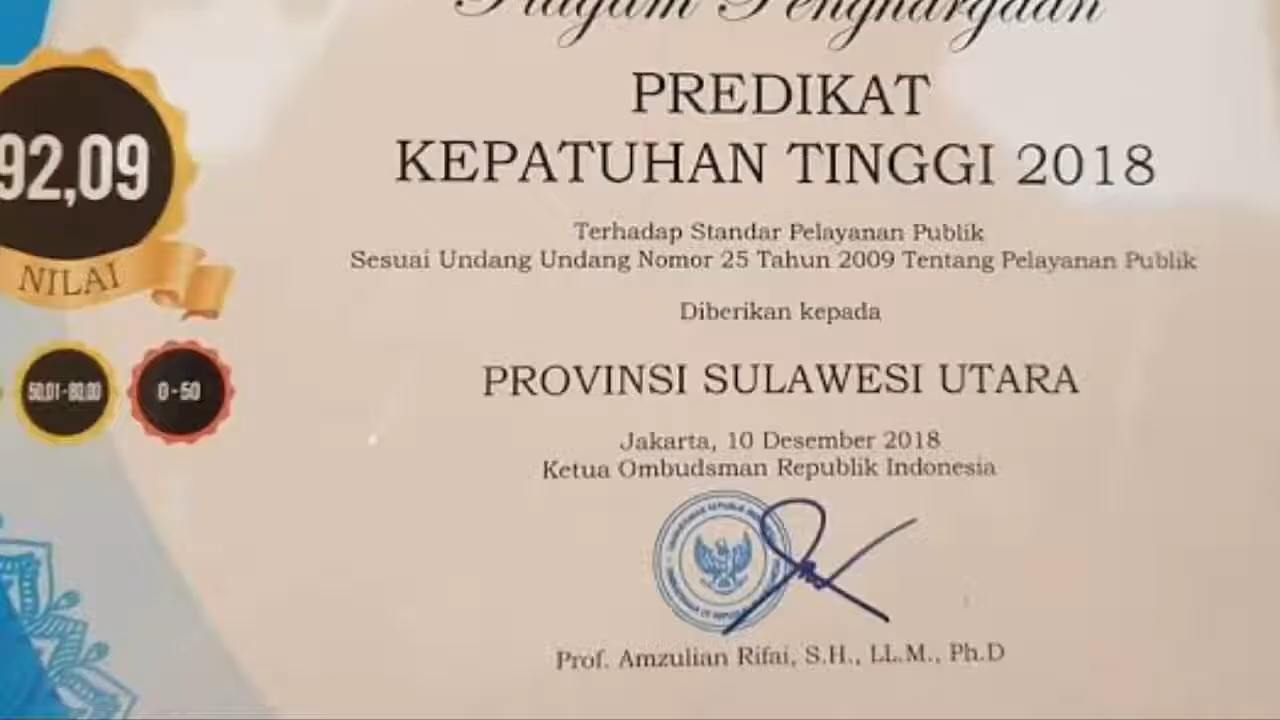 Piagam Penghargaan
PREDIKAT
KEPATUHAN TINGGI 2018
92,09
NILAI
Terhadap Standar Pelayanan Publik
Sesuai Undang Undang Nomor 25 Tahun 2009 Tentang Pelayanan Publik
Diberikan kepada
PROVINSI SULAWESI UTARA
50,01-80,00
0-50
Jakarta, 10 Desember 2018
Ketua Ombudsman Republik Indonesia
Prof. Amzulian Rifai, S.H., LL.M., Ph.D